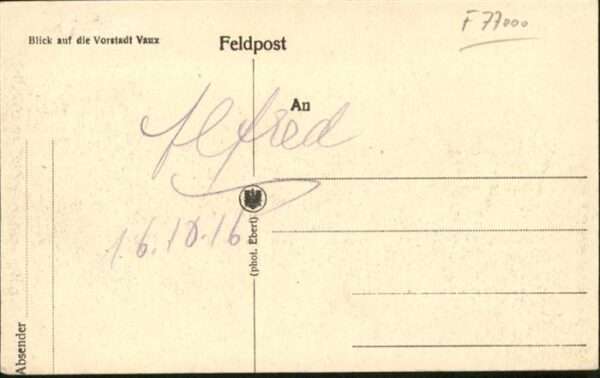 Blick auf die Vorstadt Vaux
Feldpost
F 77000
An
Alfred
16.10.16
(phot. Ebert)
Absender